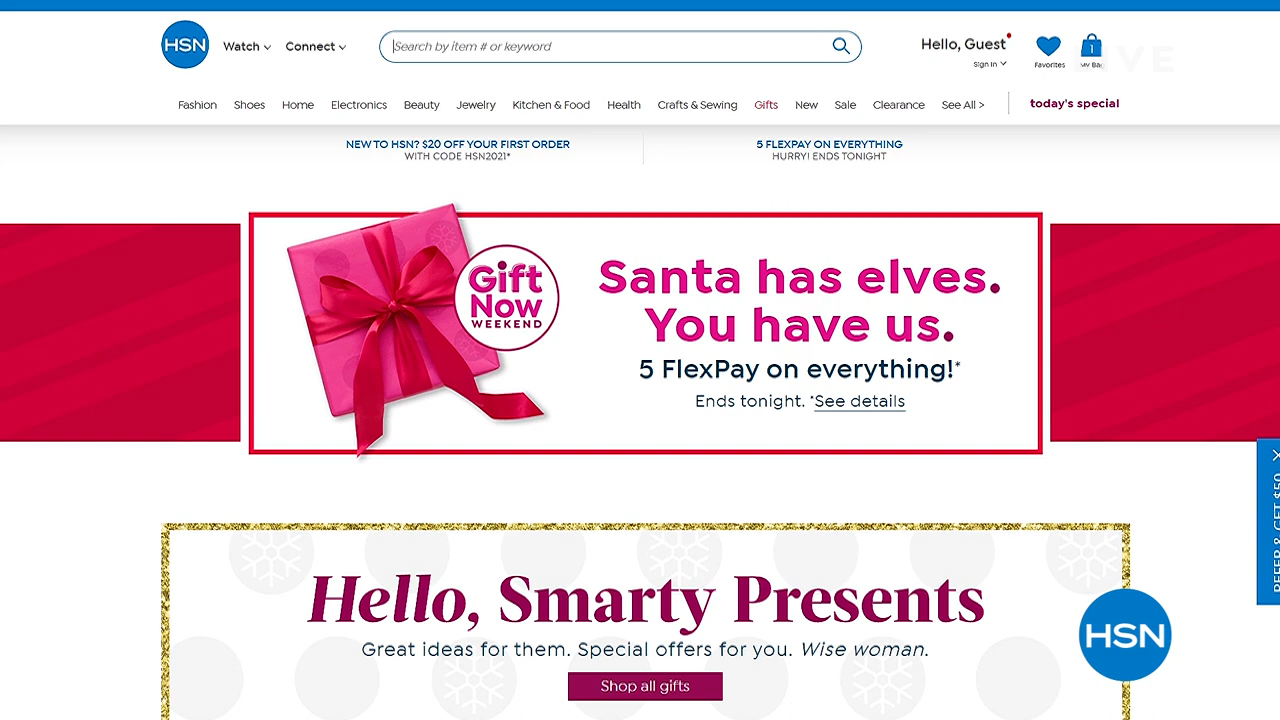 HSN
Watch
Connect
Search by item # or keyword
Hello, Guest
Sign In
Favorites
1
LIVE
Fashion Shoes Home Electronics Beauty Jewelry Kitchen & Food Health Crafts & Sewing Gifts New Sale Clearance See All > today's special
NEW TO HSN? $20 OFF YOUR FIRST ORDER
WITH CODE HSN2021*
5 FLEXPAY ON EVERYTHING
HURRY! ENDS TONIGHT
Gift
Now
WEEKEND
Santa has elves.
You have us.
5 FlexPay on everything!*
Ends tonight. *See details
REFER & GET $50 X
Hello, Smarty Presents
Great ideas for them. Special offers for you. Wise woman.
Shop all gifts
HSN